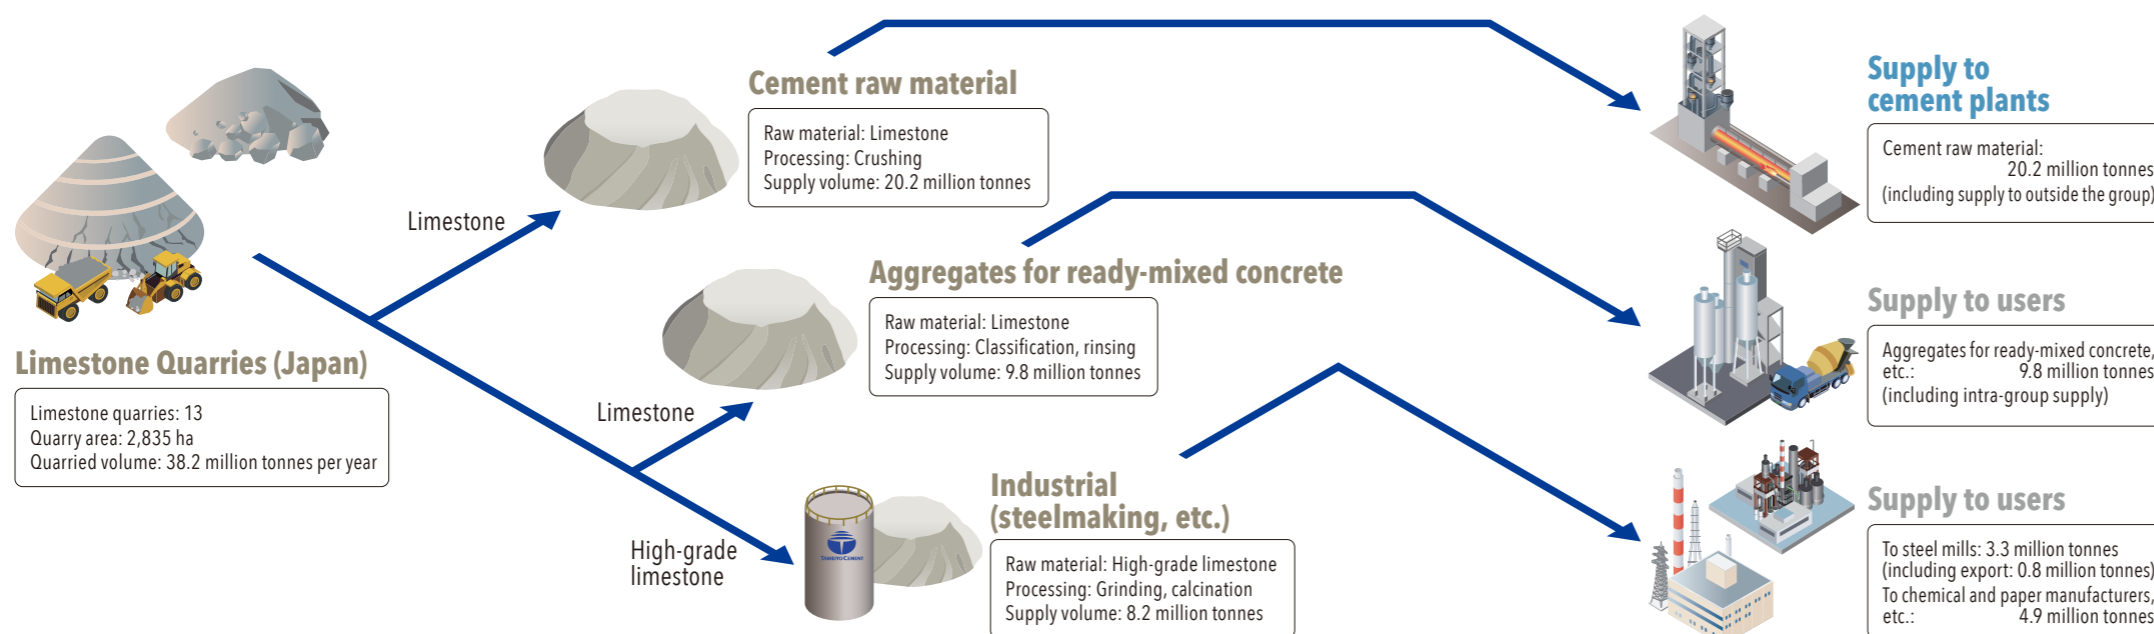 Limestone Quarries (Japan)
Limestone quarries: 13
Quarry area: 2,835 ha
Quarried volume: 38.2 million tonnes per year
Limestone
Cement raw material
Raw material: Limestone
Processing: Crushing
Supply volume: 20.2 million tonnes
Limestone
Aggregates for ready-mixed concrete
Raw material: Limestone
Processing: Classification, rinsing
Supply volume: 9.8 million tonnes
High-grade
limestone
TAIHEIYO CEMENT
Industrial
(steelmaking, etc.)
Raw material: High-grade limestone
Processing: Grinding, calcination
Supply volume: 8.2 million tonnes
Supply to
cement plants
Cement raw material:
20.2 million tonnes
(including supply to outside the group)
Supply to users
Aggregates for ready-mixed concrete,
etc.: 9.8 million tonnes
(including intra-group supply)
Supply to users
To steel mills: 3.3 million tonnes
(including export: 0.8 million tonnes)
To chemical and paper manufacturers,
etc.: 4.9 million tonnes